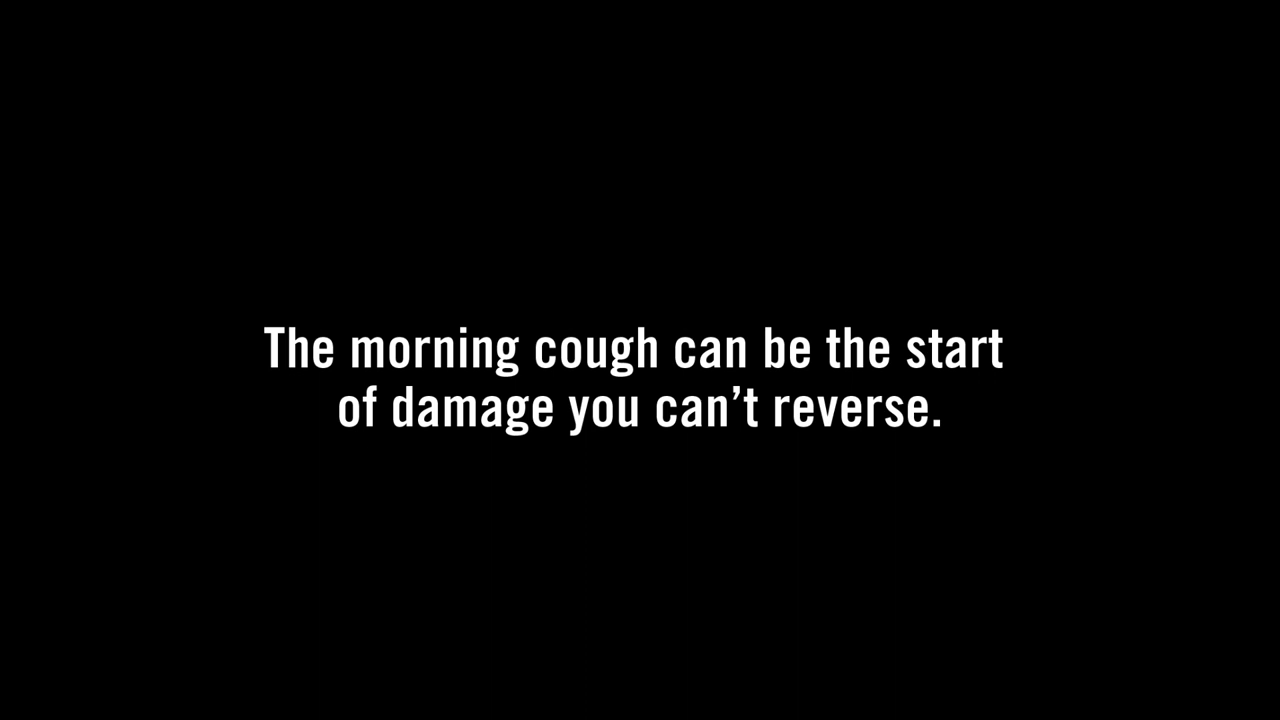 The morning cough can be the start
of damage you can’t reverse.